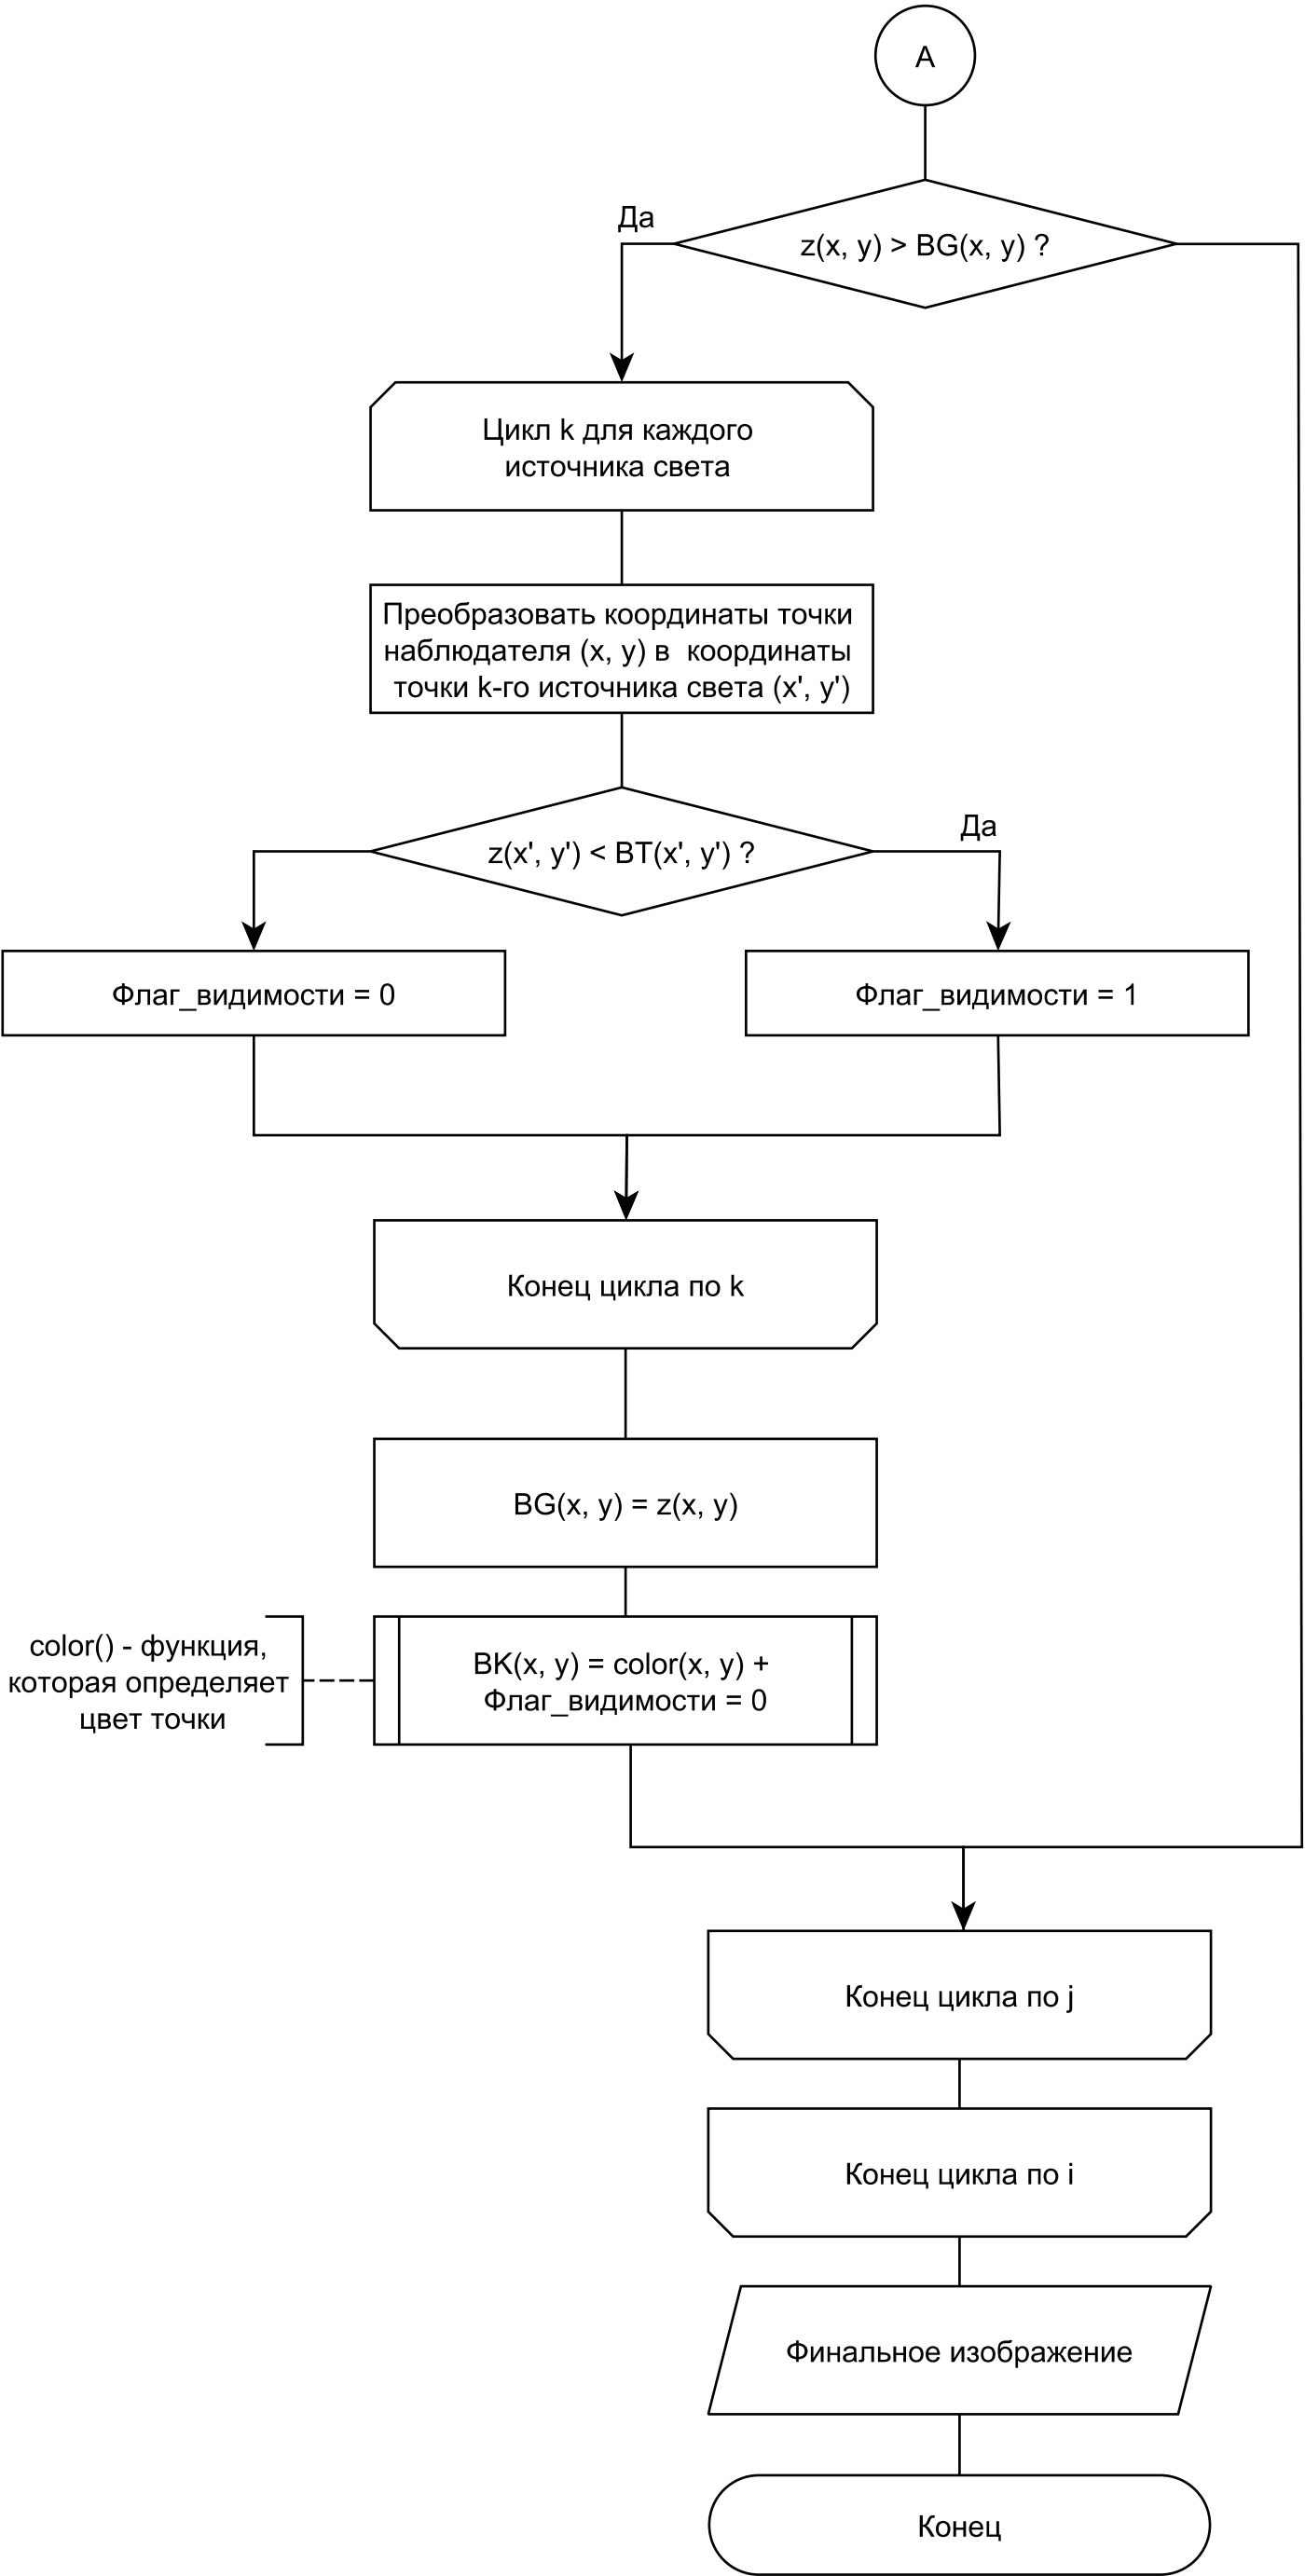 A
Да
z(x, y) > BG(x, y) ?
Цикл k для каждого
источника света
Преобразовать координаты точки
наблюдателя (x, y) в координаты
точки k-го источника света (x', y')
z(x', y') < BT(x', y') ?
Да
Флаг_видимости = 0
Флаг_видимости = 1
Конец цикла по k
BG(x, y) = z(x, y)
color() - функция,
которая определяет
цвет точки
BK(x, y) = color(x, y) +
Флаг_видимости = 0
Конец цикла по j
Конец цикла по i
Финальное изображение
Конец